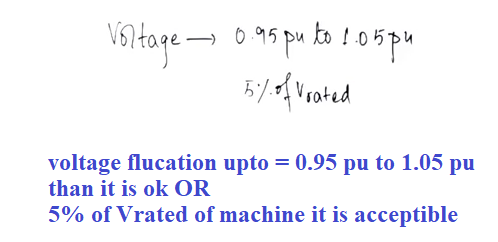 Voltage → 0.95 pu to 1.05 pu
5% of Vrated
voltage flucation upto = 0.95 pu to 1.05 pu
than it is ok OR
5% of Vrated of machine it is acceptible